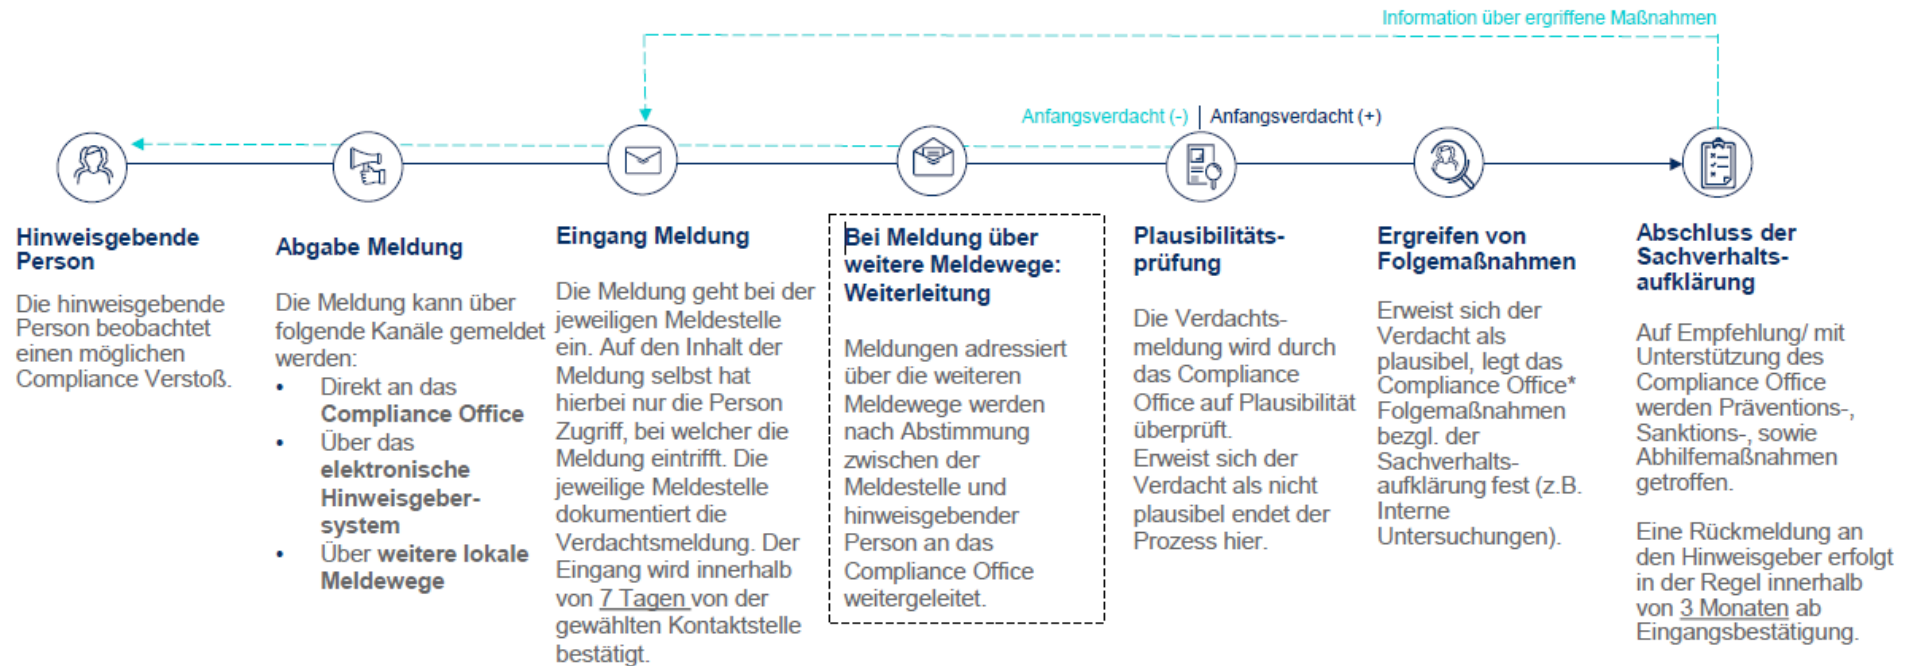 Information über ergriffene Maßnahmen
Anfangsverdacht (-) | Anfangsverdacht (+)
Hinweisgebende
Person
Die hinweisgebende
Person beobachtet
einen möglichen
Compliance Verstoß.
Abgabe Meldung
Die Meldung kann über
folgende Kanäle gemeldet
werden:
• Direkt an das
Compliance Office
• Über das
elektronische
Hinweisgeber-
system
• Über weitere lokale
Meldewege
Eingang Meldung
Die Meldung geht bei der
jeweiligen Meldestelle
ein. Auf den Inhalt der
Meldung selbst hat
hierbei nur die Person
Zugriff, bei welcher die
Meldung eintrifft. Die
jeweilige Meldestelle
dokumentiert die
Verdachtsmeldung. Der
Eingang wird innerhalb
von 7 Tagen von der
gewählten Kontaktstelle
bestätigt.
Bei Meldung über
weitere Meldewege:
Weiterleitung
Meldungen adressiert
über die weiteren
Meldewege werden
nach Abstimmung
zwischen der
Meldestelle und
hinweisgebender
Person an das
Compliance Office
weitergeleitet.
Plausibilitäts-
prüfung
Die Verdachts-
meldung wird durch
das Compliance
Office auf Plausibilität
überprüft.
Erweist sich der
Verdacht als nicht
plausibel endet der
Prozess hier.
Ergreifen von
Folgemaßnahmen
Erweist sich der
Verdacht als
plausibel, legt das
Compliance Office*
Folgemaßnahmen
bezgl. der
Sachverhalts-
aufklärung fest (z.B.
Interne
Untersuchungen).
Abschluss der
Sachverhalts-
aufklärung
Auf Empfehlung/ mit
Unterstützung des
Compliance Office
werden Präventions-,
Sanktions-, sowie
Abhilfemaßnahmen
getroffen.
Eine Rückmeldung an
den Hinweisgeber erfolgt
in der Regel innerhalb
von 3 Monaten ab
Eingangsbestätigung.